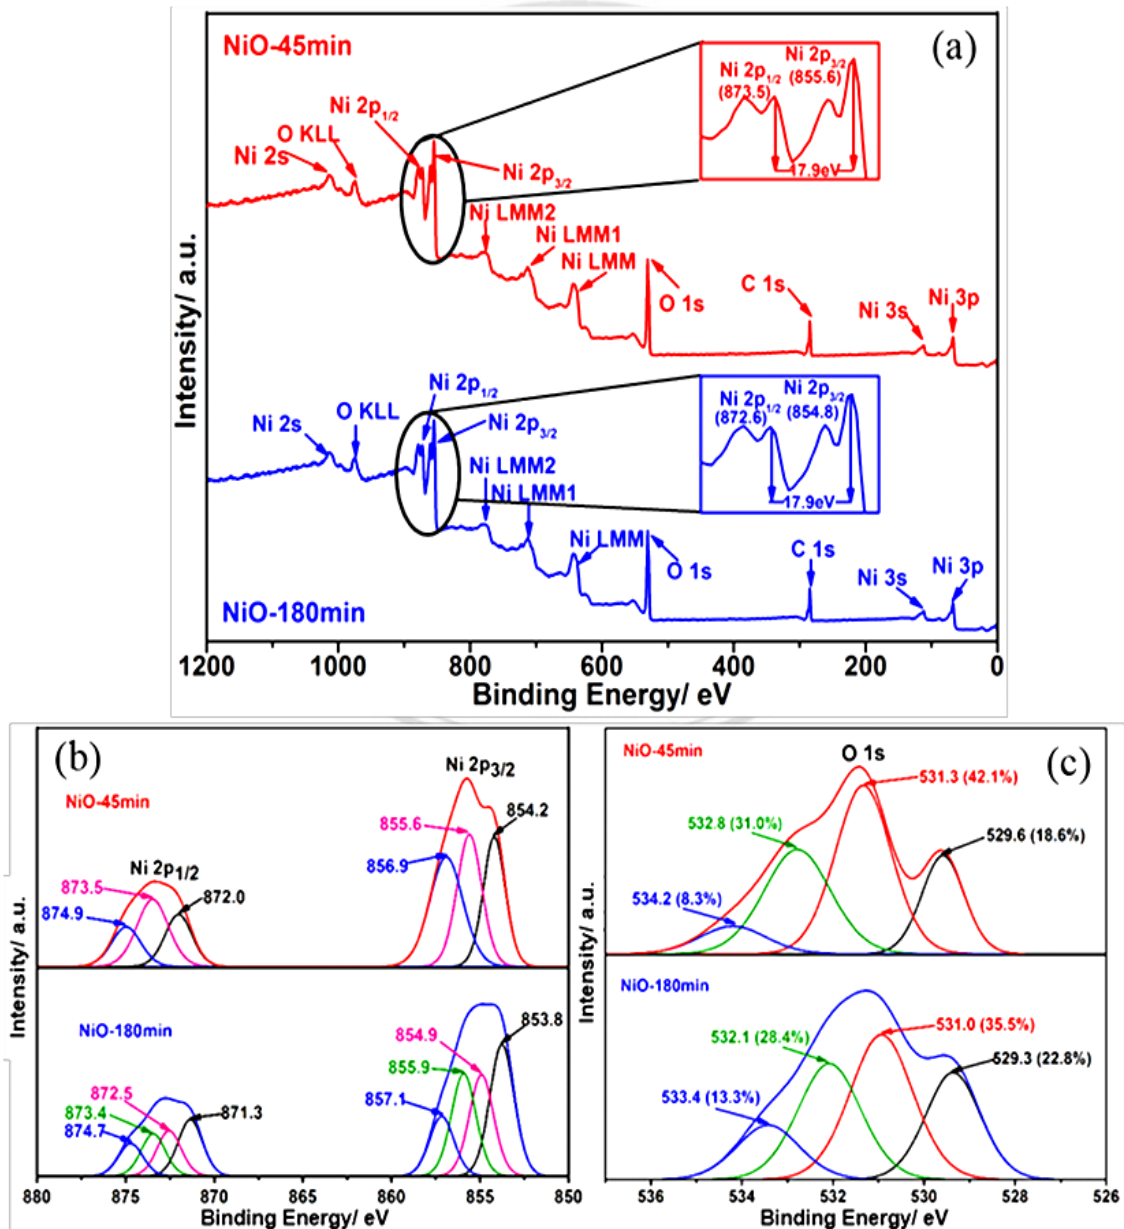 NiO-45min
(a)
Ni 2p1/2
(873.5)
Ni 2p3/2
(855.6)
17.9eV
Ni 2p1/2
O KLL
Ni 2s
Ni 2p3/2
Ni LMM2
Ni LMM1
Ni LMM
O 1s
C 1s
Ni 3s
Ni 3p
Intensity/ a.u.
Ni 2p1/2
(872.6)
Ni 2p3/2
(854.8)
17.9eV
Ni 2p1/2
O KLL
Ni 2s
Ni 2p3/2
Ni LMM2
Ni LMM1
Ni LMM
O 1s
C 1s
Ni 3s
Ni 3p
NiO-180min
1200 1000 800 600 400 200 0
Binding Energy/ eV
(b)
Ni 2p3/2
NiO-45min
854.2
855.6
856.9
Ni 2p1/2
873.5
872.0
874.9
Intensity/ a.u.
NiO-180min
853.8
854.9
855.9
857.1
872.5
871.3
873.4
874.7
880 875 870 865 860 855 850
Binding Energy/ eV
NiO-45min
O 1s
(c)
531.3 (42.1%)
532.8 (31.0%)
529.6 (18.6%)
534.2 (8.3%)
Intensity/ a.u.
NiO-180min
531.0 (35.5%)
532.1 (28.4%)
529.3 (22.8%)
533.4 (13.3%)
536 534 532 530 528 526
Binding Energy/ eV